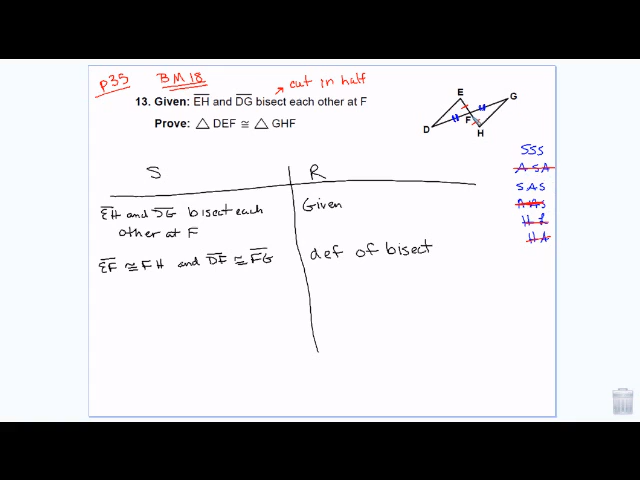 p35 BM18
cut in half
13. Given: EH and DG bisect each other at F
Prove: △ DEF ≅ △ GHF
E
G
F
D
H
SSS
ASA
SAS
AAS
HL
HA
S R
EH and DG bisect each other at F Given
EF ≅ FH and DF ≅ FG def of bisect